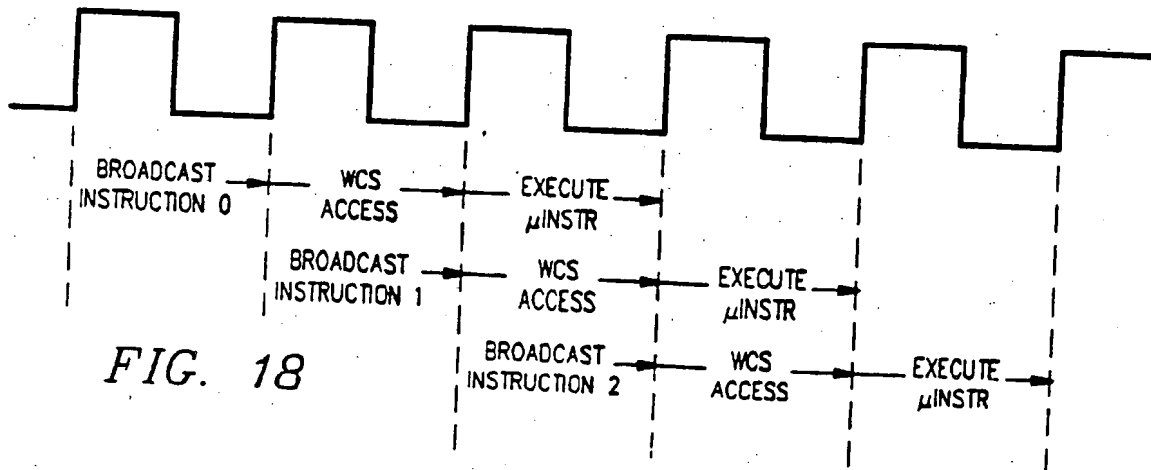 BROADCAST
INSTRUCTION 0
WCS
ACCESS
EXECUTE
µINSTR
BROADCAST
INSTRUCTION 1
WCS
ACCESS
EXECUTE
µINSTR
BROADCAST
INSTRUCTION 2
WCS
ACCESS
EXECUTE
µINSTR
FIG. 18